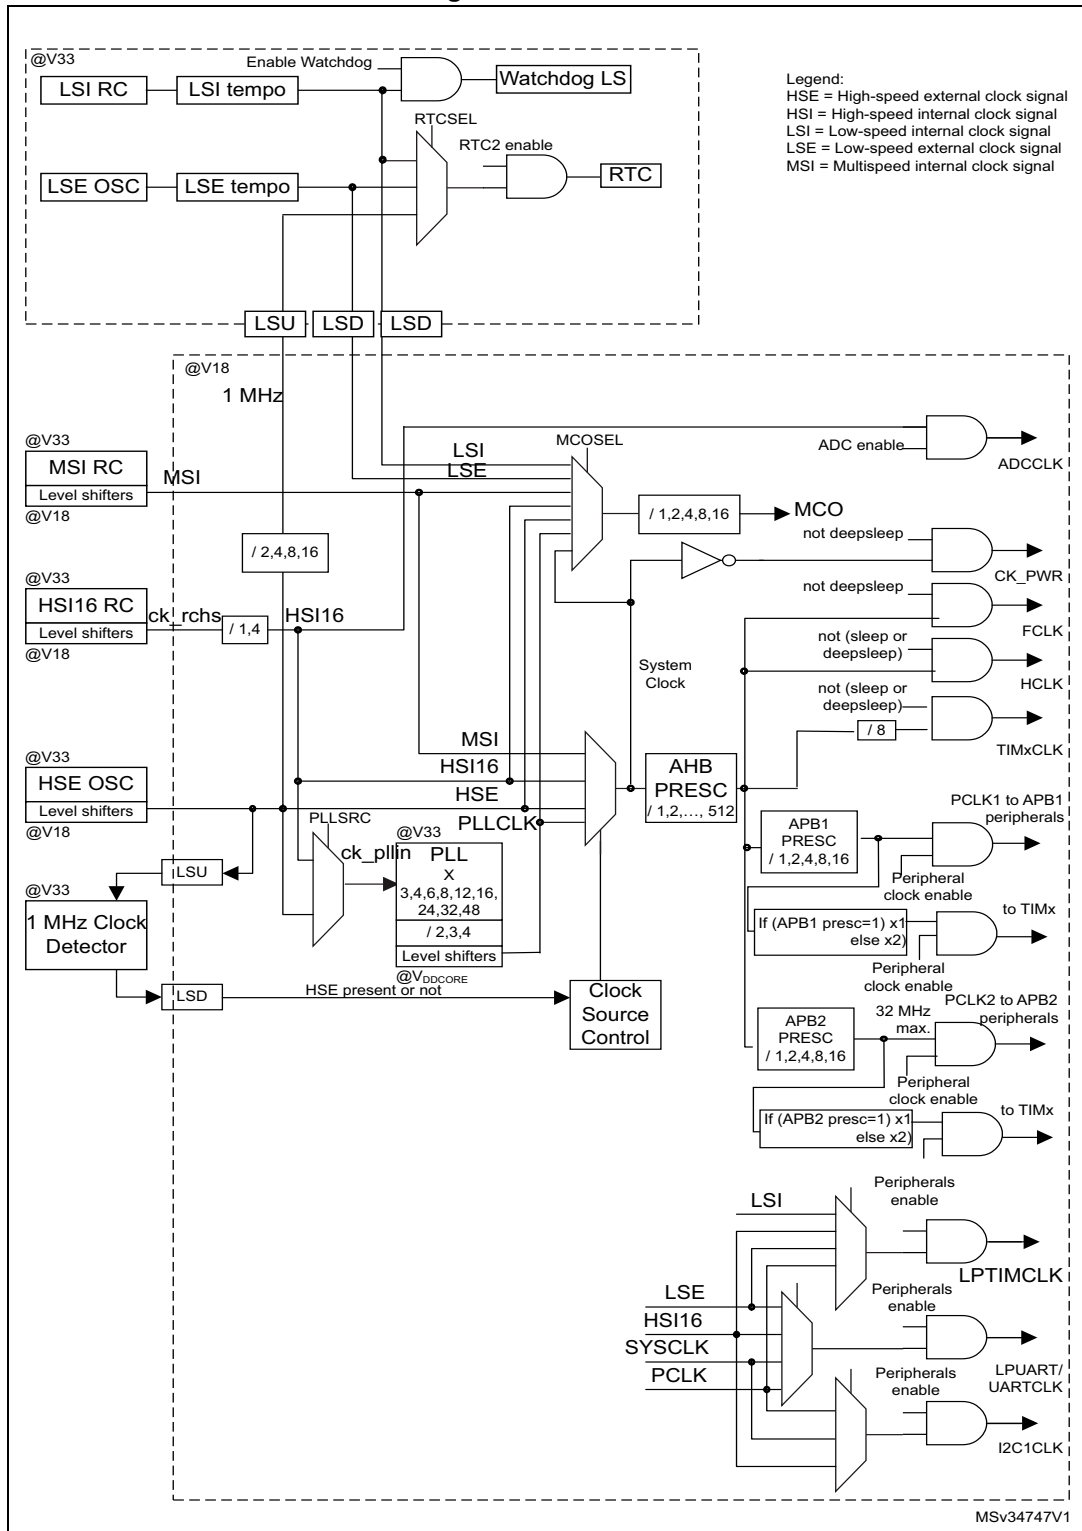 @V33
Enable Watchdog
LSI RC
LSI tempo
Watchdog LS
Legend:
HSE = High-speed external clock signal
HSI = High-speed internal clock signal
LSI = Low-speed internal clock signal
LSE = Low-speed external clock signal
MSI = Multispeed internal clock signal
RTCSEL
RTC2 enable
LSE OSC
LSE tempo
RTC
LSU
LSD
LSD
@V18
1 MHz
@V33
MSI RC
Level shifters
@V18
MSI
LSI
LSE
MCOSEL
ADC enable
ADCCLK
/ 1,2,4,8,16
MCO
/ 2,4,8,16
not deepsleep
CK_PWR
@V33
HSI16 RC
Level shifters
@V18
ck_rchs
/ 1,4
HSI16
not deepsleep
FCLK
System
Clock
not (sleep or
deepsleep)
HCLK
not (sleep or
deepsleep)
/ 8
TIMxCLK
@V33
HSE OSC
Level shifters
@V18
MSI
HSI16
HSE
PLLCLK
AHB
PRESC
/ 1,2,..., 512
PLLSRC
ck_pllin
@V33
PLL
X
3,4,6,8,12,16,
24,32,48
/ 2,3,4
Level shifters
@VDDCORE
APB1
PRESC
/ 1,2,4,8,16
PCLK1 to APB1
peripherals
Peripheral
clock enable
LSU
@V33
1 MHz Clock
Detector
LSD
HSE present or not
Clock
Source
Control
If (APB1 presc=1) x1
else x2)
to TIMx
Peripheral
clock enable
APB2
PRESC
/ 1,2,4,8,16
32 MHz
max.
PCLK2 to APB2
peripherals
Peripheral
clock enable
If (APB2 presc=1) x1
else x2)
to TIMx
LSI
Peripherals
enable
LPTIMCLK
LSE
HSI16
SYSCLK
PCLK
Peripherals
enable
LPUART/
UARTCLK
Peripherals
enable
I2C1CLK
MSv34747V1